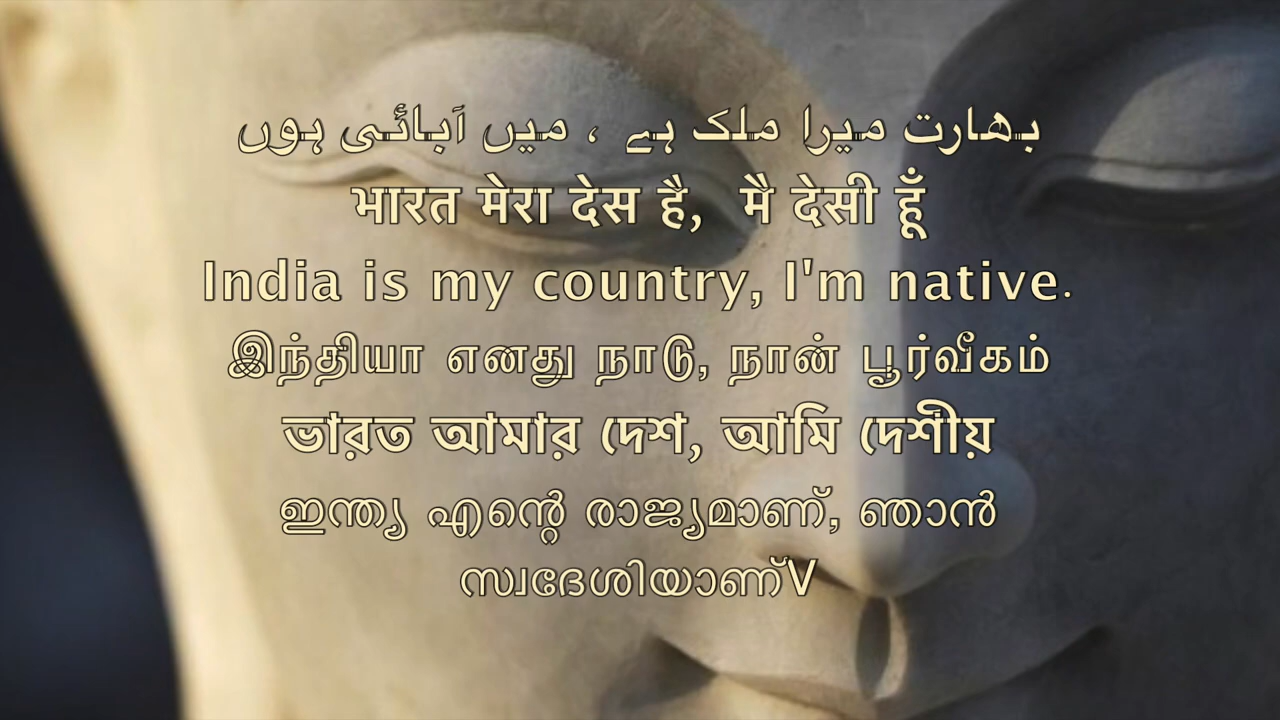 بھارت میرا ملک ہے ، میں آبائی ہوں
भारत मेरा देस है, मै देसी हूँ
India is my country, I'm native.
இந்தியா எனது நாடு, நான் பூர்வீகம்
ভারত আমার দেশ, আমি দেশীয়
ഇന്ത്യ എന്റെ രാജ്യമാണ്, ഞാൻ
സ്വദേശിയാണ്V